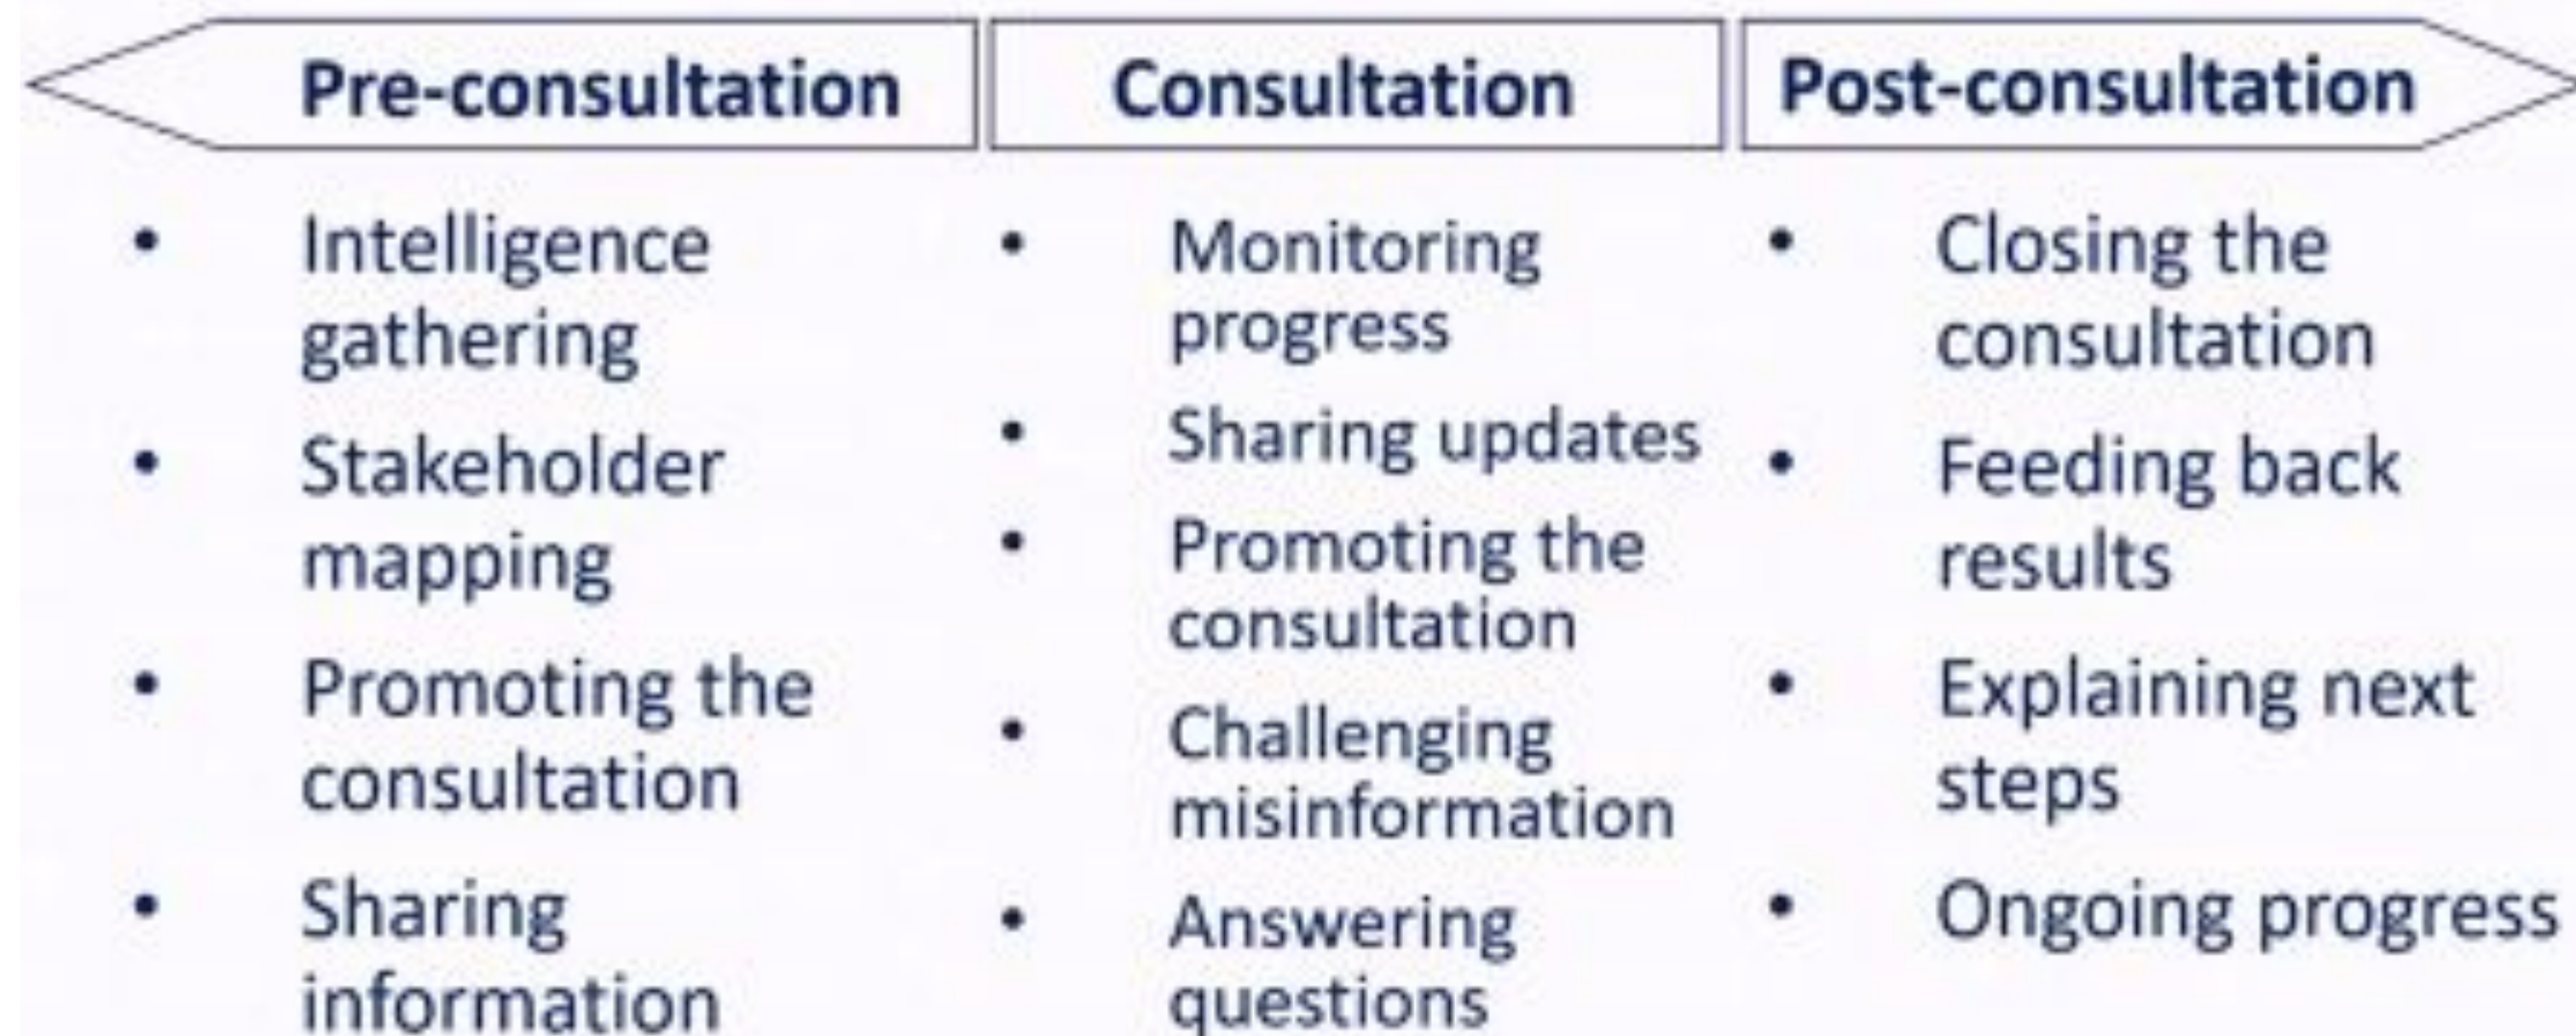 Pre-consultation
Intelligence
gathering
Stakeholder
mapping
Promoting the
consultation
Sharing
information
Consultation
Monitoring
progress
Sharing updates
Promoting the
consultation
Challenging
misinformation
Answering
questions
Post-consultation
Closing the
consultation
Feeding back
results
Explaining next
steps
Ongoing progress